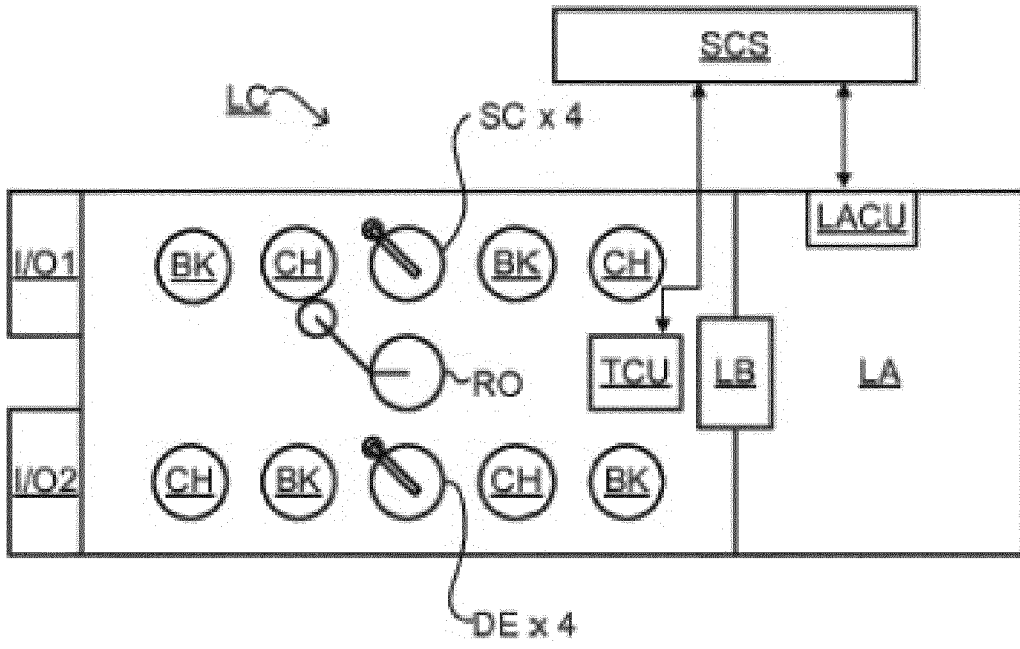 SCS
LC
SC x 4
LACU
I/O1
BK
CH
BK
CH
TCU
LB
LA
RO
I/O2
CH
BK
CH
BK
DE x 4